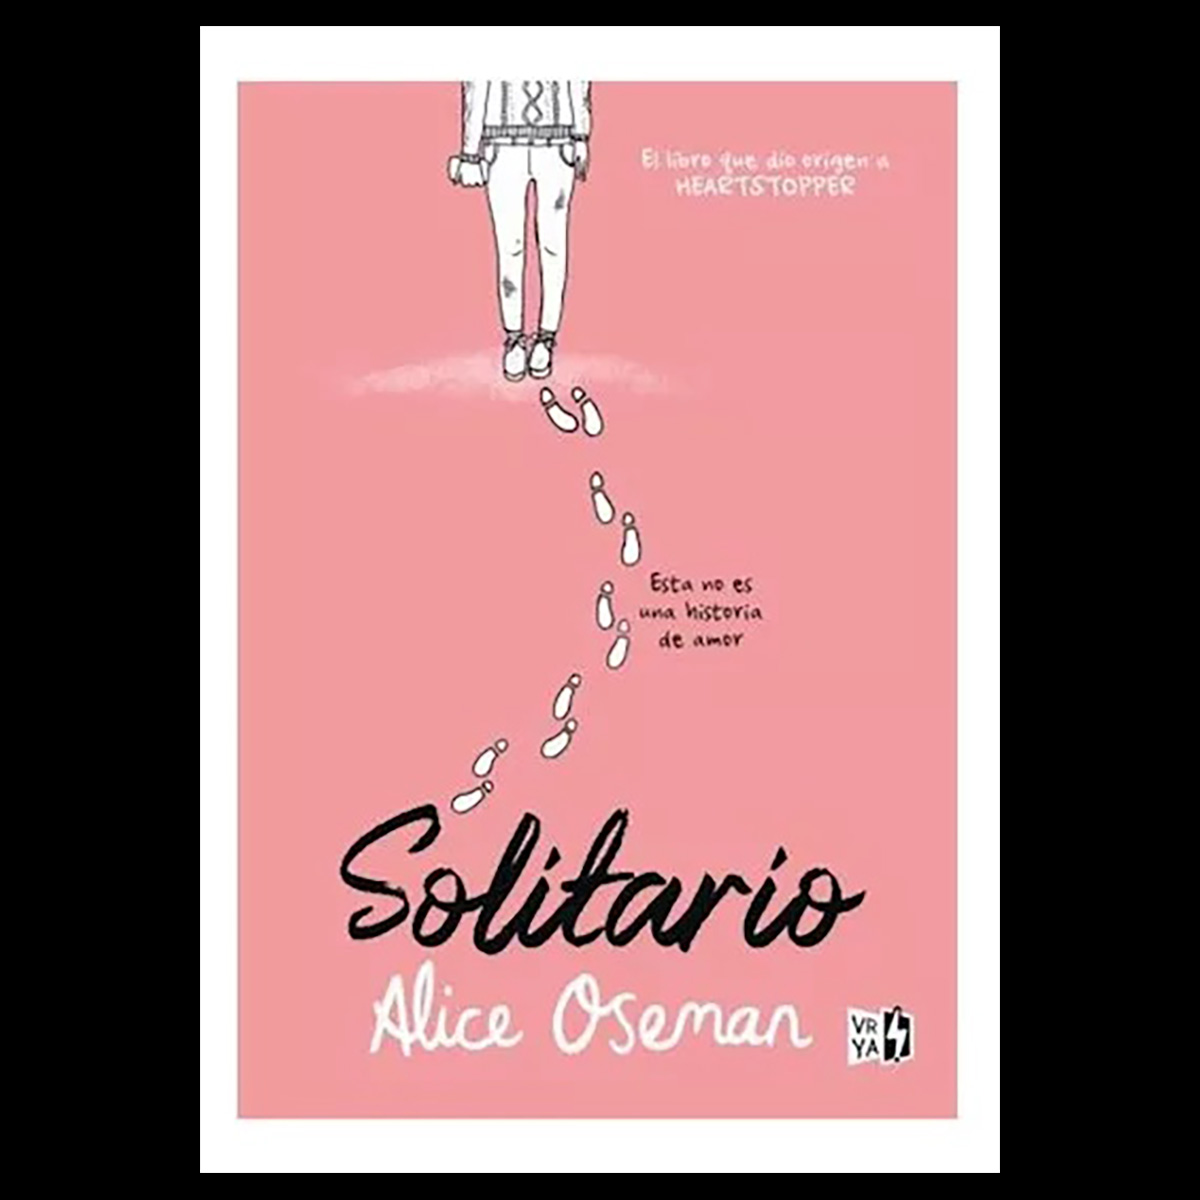 El libro que dio origen a
HEARTSTOPPER
Esta no es
una historia
de amor
Solitario
Alice Oseman
VR
YA